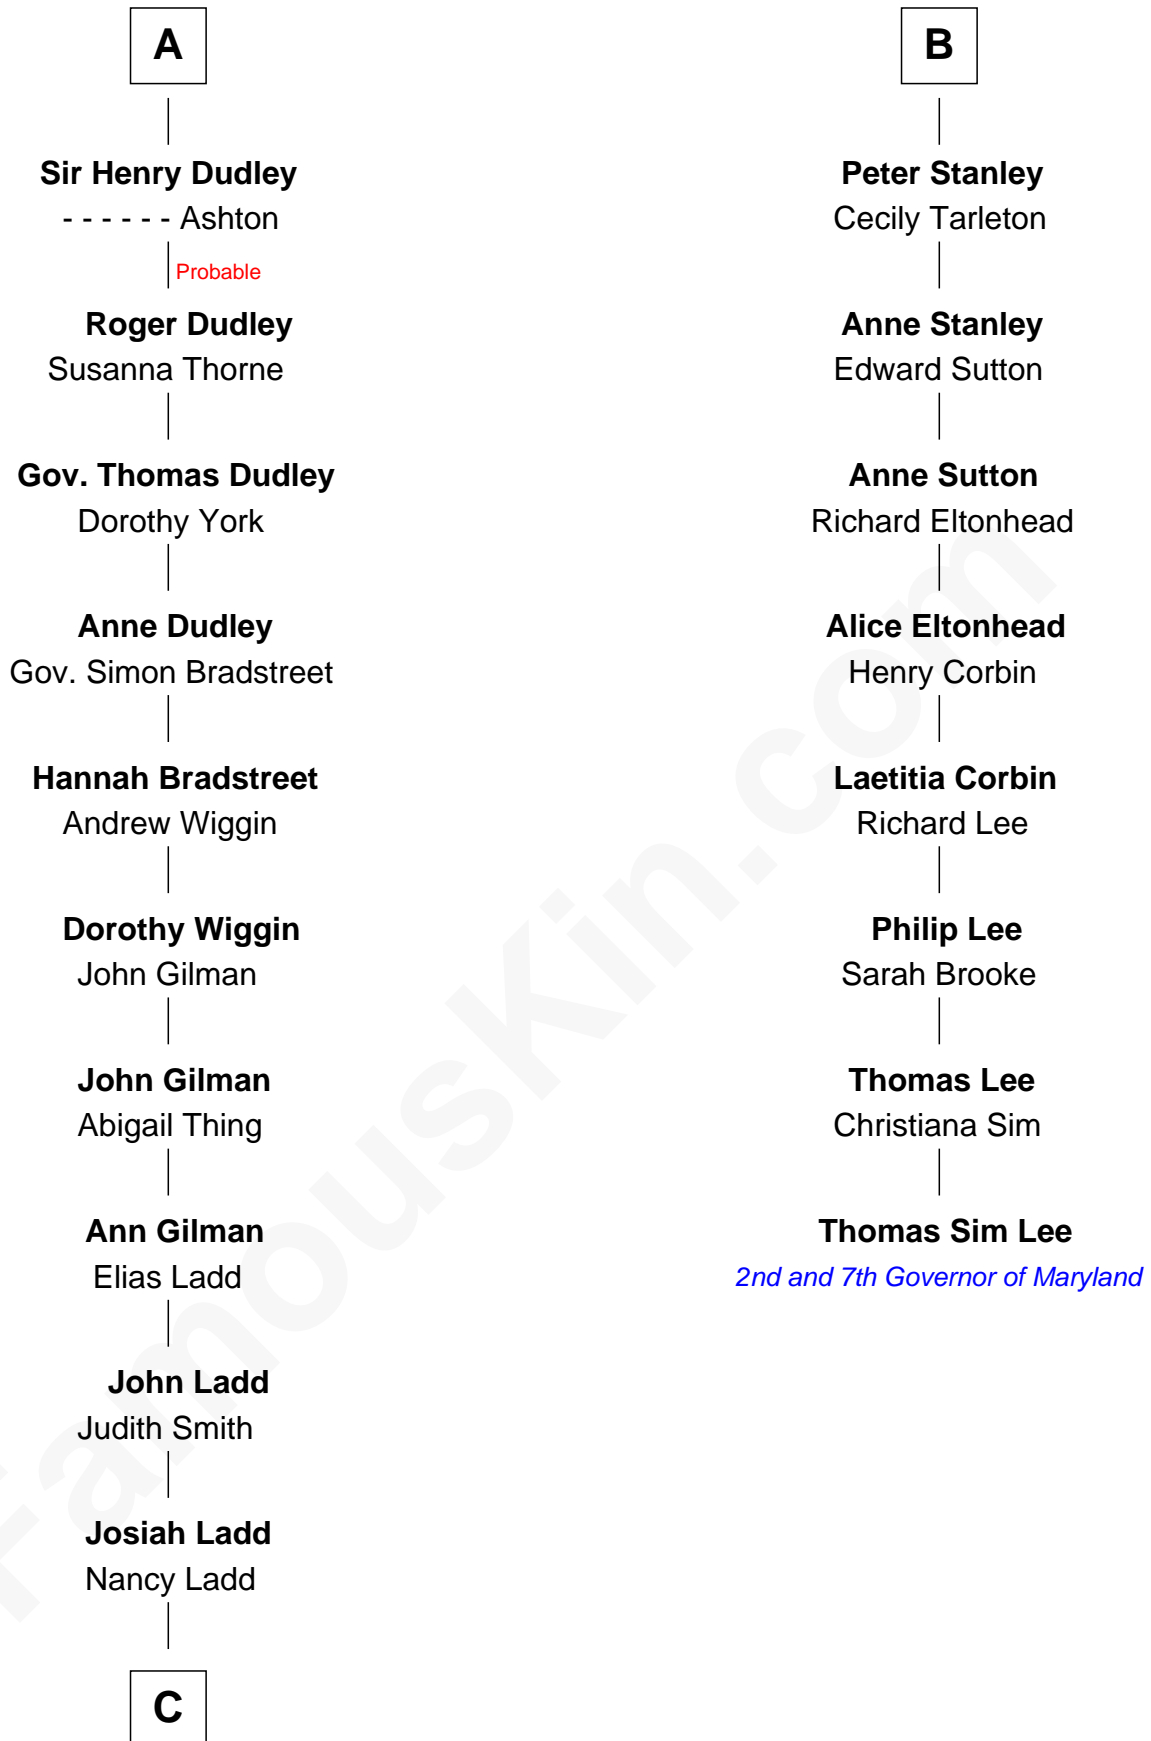 A
Sir Henry Dudley
- - - - - - Ashton
Probable
Roger Dudley
Susanna Thorne
Gov. Thomas Dudley
Dorothy York
Anne Dudley
Gov. Simon Bradstreet
Hannah Bradstreet
Andrew Wiggin
Dorothy Wiggin
John Gilman
John Gilman
Abigail Thing
Ann Gilman
Elias Ladd
John Ladd
Judith Smith
Josiah Ladd
Nancy Ladd
C
B
Peter Stanley
Cecily Tarleton
Anne Stanley
Edward Sutton
Anne Sutton
Richard Eltonhead
Alice Eltonhead
Henry Corbin
Laetitia Corbin
Richard Lee
Philip Lee
Sarah Brooke
Thomas Lee
Christiana Sim
Thomas Sim Lee
2nd and 7th Governor of Maryland
FamousKin.com